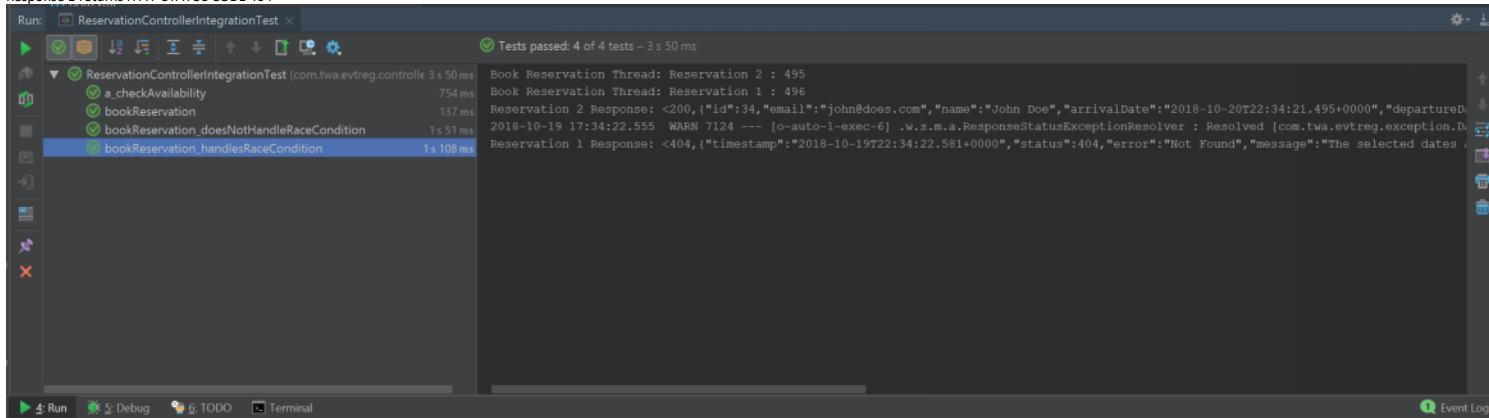 Run: ReservationControllerIntegrationTest ×
Tests passed: 4 of 4 tests – 3 s 50 ms
ReservationControllerIntegrationTest (com.twa.evtreg.controlle 3 s 50 ms
a_checkAvailability 754 ms
bookReservation 137 ms
bookReservation_doesNotHandleRaceCondition 1 s 51 ms
bookReservation_handlesRaceCondition 1 s 108 ms
Book Reservation Thread: Reservation 2 : 495
Book Reservation Thread: Reservation 1 : 496
Reservation 2 Response: <200,{"id":34,"email":"john@does.com","name":"John Doe","arrivalDate":"2018-10-20T22:34:21.495+0000","departureD
2018-10-19 17:34:22.555 WARN 7124 --- [o-auto-1-exec-6] .w.s.m.a.ResponseStatusExceptionResolver : Resolved [com.twa.evtreg.exception.D
Reservation 1 Response: <404,{"timestamp":"2018-10-19T22:34:22.581+0000","status":404,"error":"Not Found","message":"The selected dates
4: Run 5: Debug 6: TODO Terminal 1 Event Log